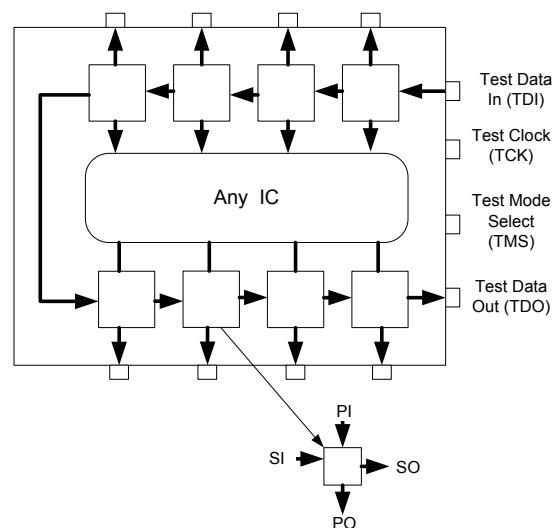 Test Data
In (TDI)
Test Clock
(TCK)
Any IC
Test Mode
Select
(TMS)
Test Data
Out (TDO)
PI
SI
SO
PO